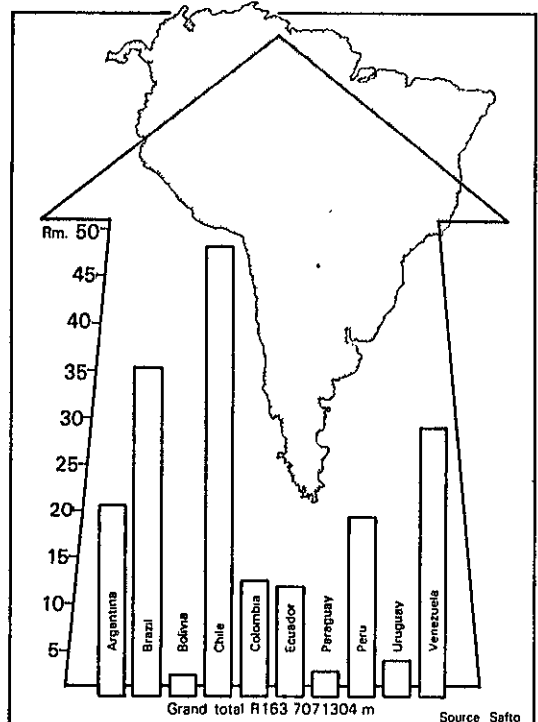 Rm. 50
45
40
35
30
25
20
15
10
5
Argentina
Brazil
Bolivia
Chile
Colombia
Ecuador
Paraguay
Peru
Uruguay
Venezuela
Grand total R163 7071304 m
Source Safto